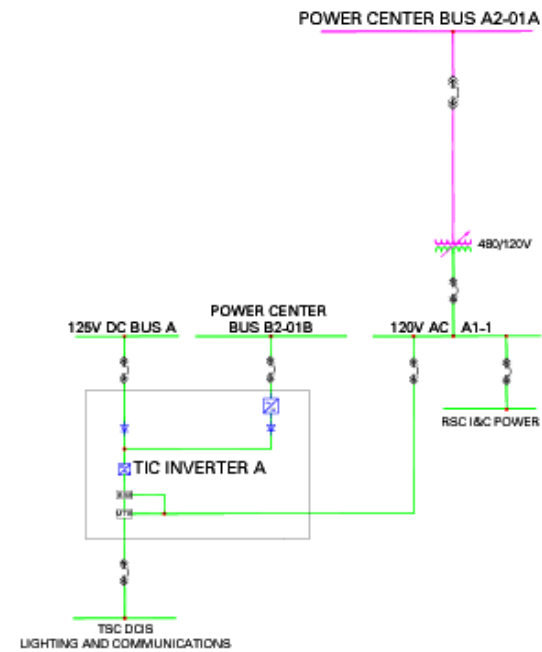 POWER CENTER BUS A2-01A
480/120V
POWER CENTER
BUS B2-01B
125V DC BUS A
120V AC A1-1
RSC I&C POWER
TIC INVERTER A
TSC DCIS
LIGHTING AND COMMUNICATIONS